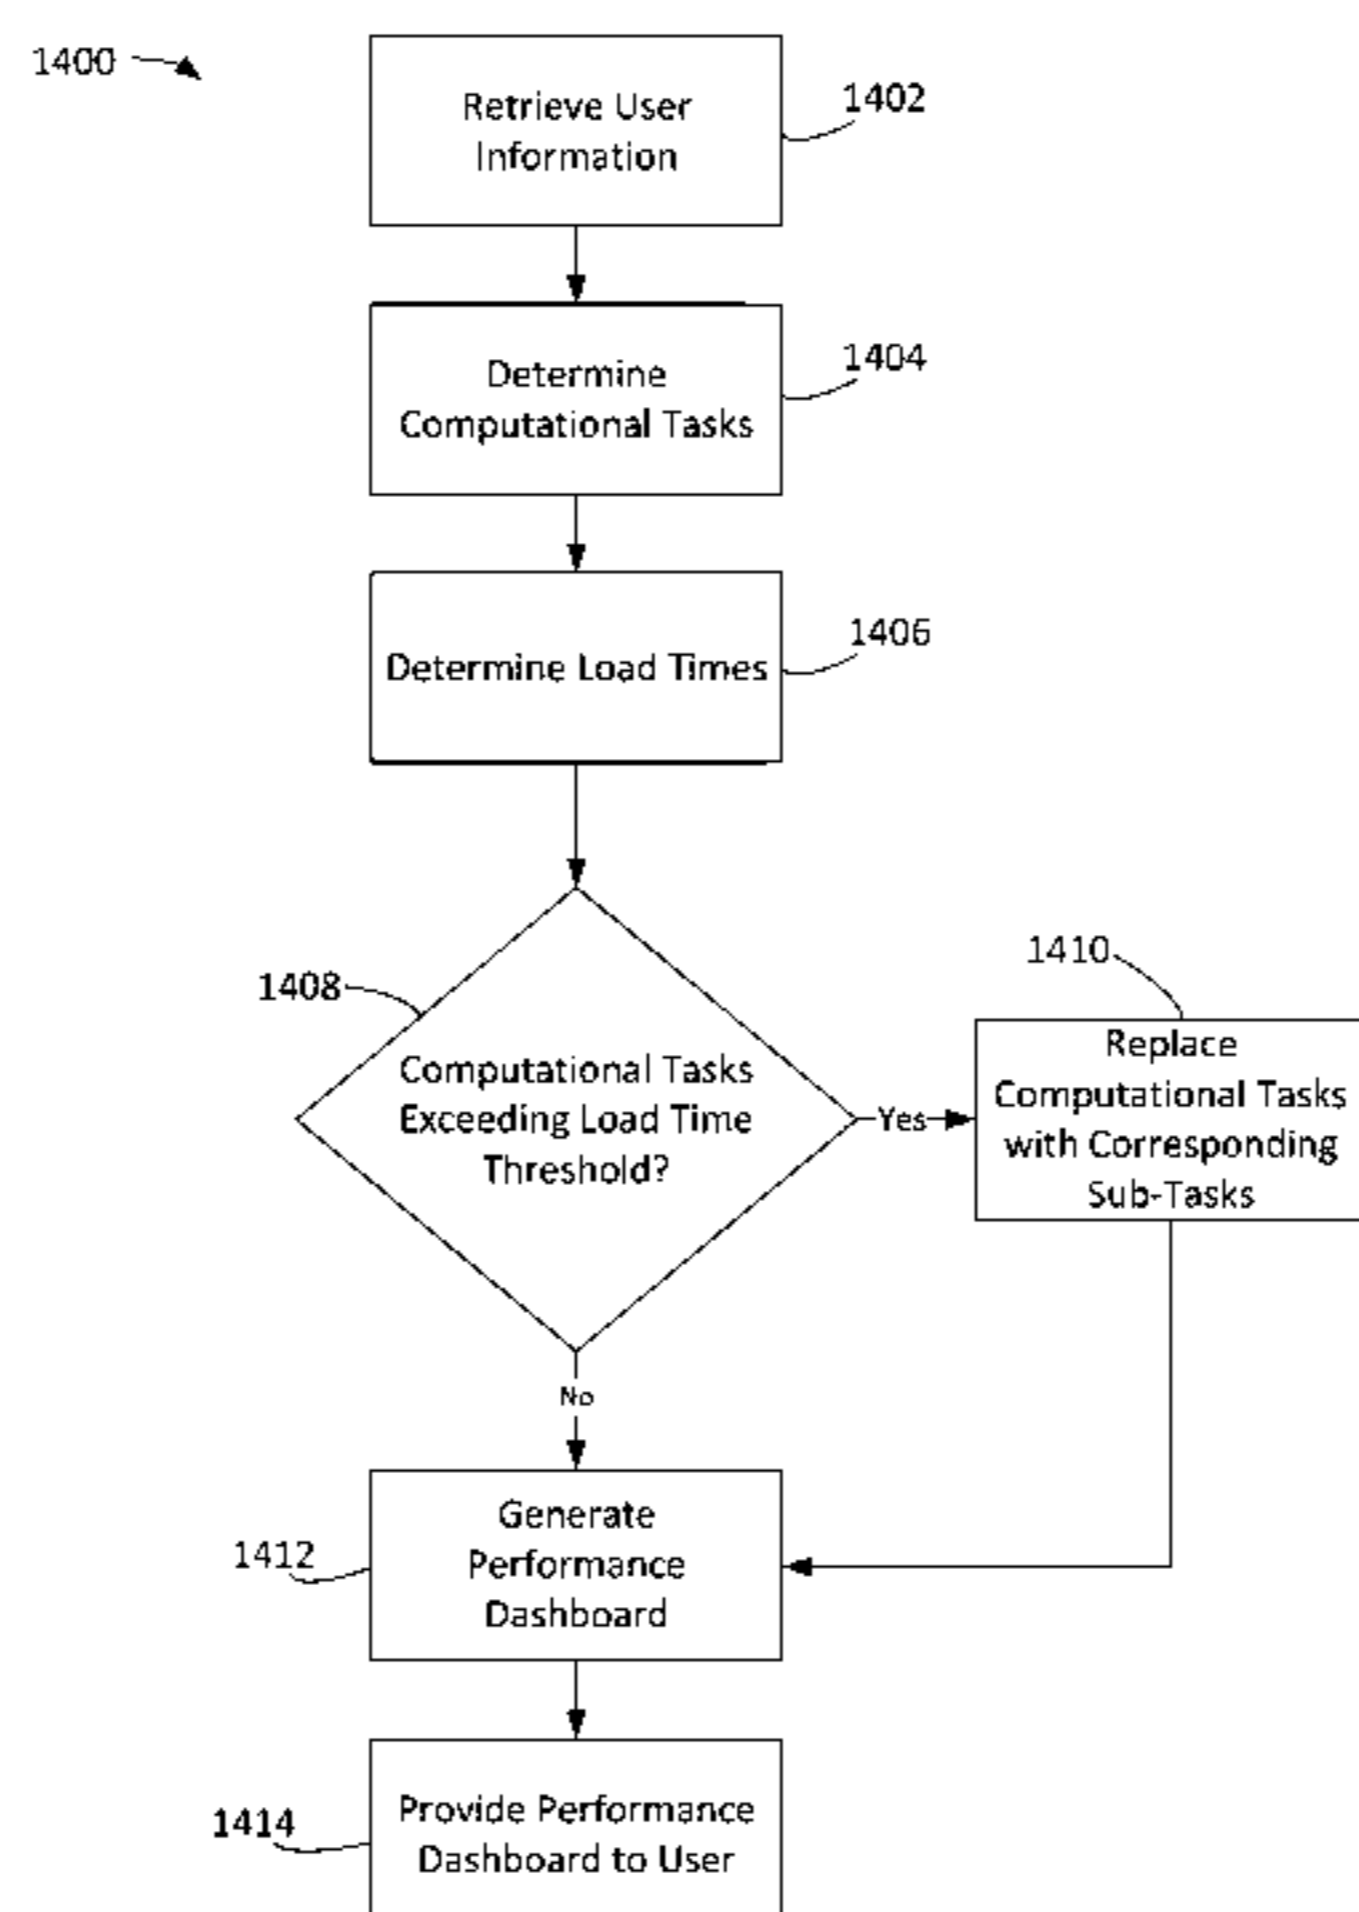 1400
Retrieve User
Information
1402
Determine
Computational Tasks
1404
Determine Load Times
1406
1408
Computational Tasks
Exceeding Load Time
Threshold?
Yes
1410
Replace
Computational Tasks
with Corresponding
Sub-Tasks
No
1412
Generate
Performance
Dashboard
1414
Provide Performance
Dashboard to User